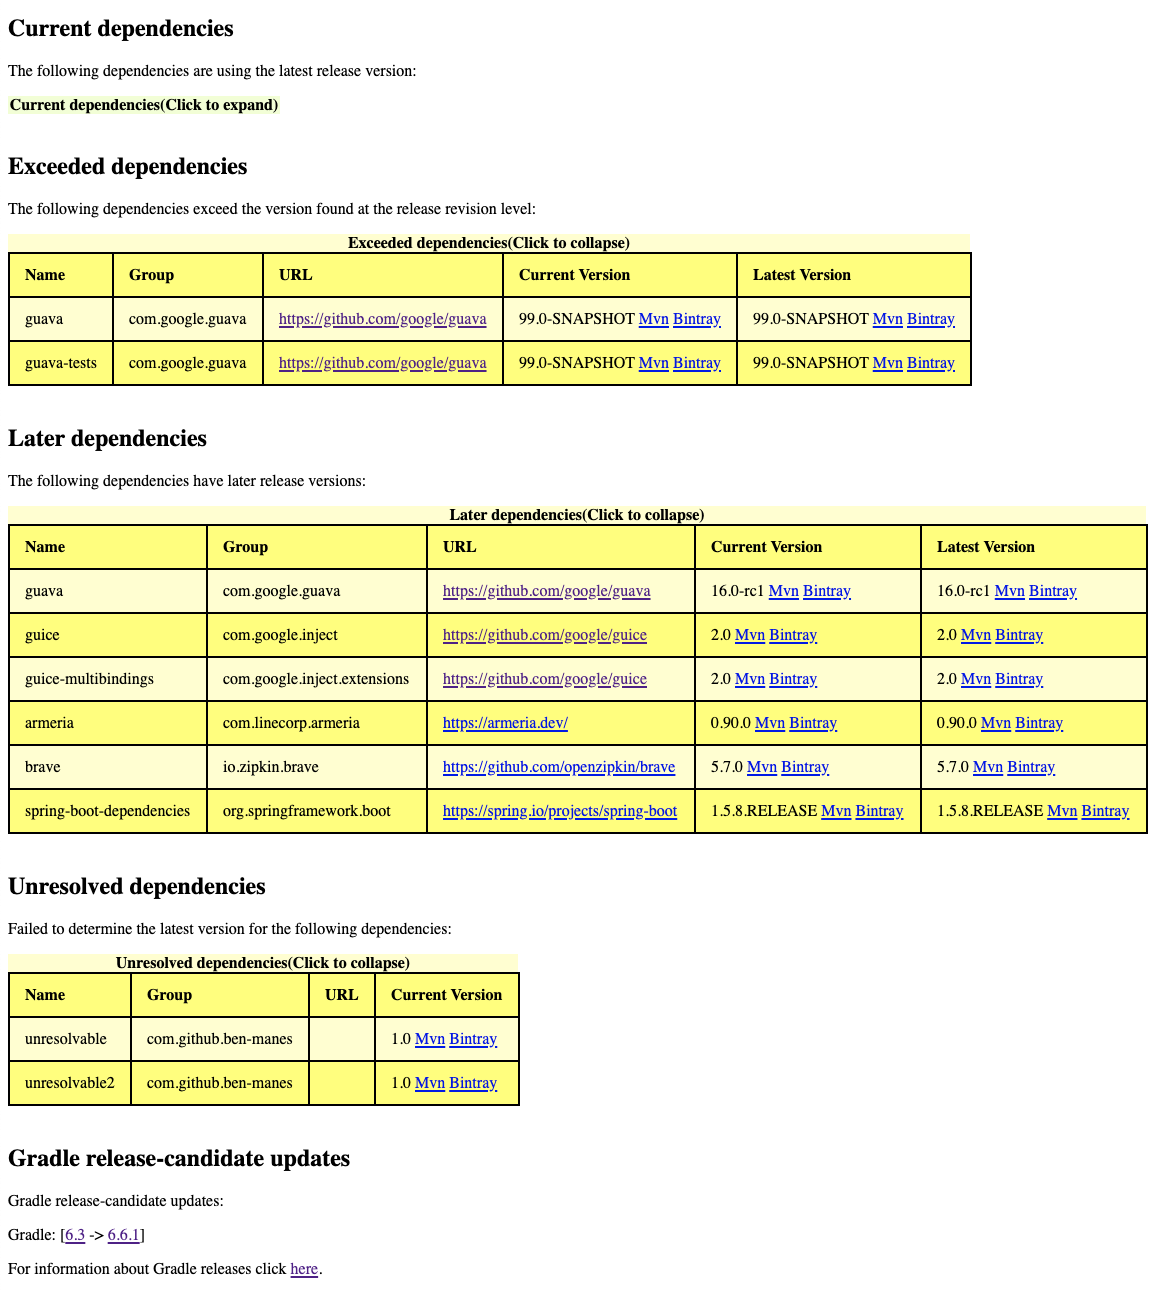 Current dependencies
The following dependencies are using the latest release version:
Current dependencies(Click to expand)
Exceeded dependencies
The following dependencies exceed the version found at the release revision level:
Exceeded dependencies(Click to collapse)
Name Group URL Current Version Latest Version
guava com.google.guava https://github.com/google/guava 99.0-SNAPSHOT Mvn Bintray 99.0-SNAPSHOT Mvn Bintray
guava-tests com.google.guava https://github.com/google/guava 99.0-SNAPSHOT Mvn Bintray 99.0-SNAPSHOT Mvn Bintray
Later dependencies
The following dependencies have later release versions:
Later dependencies(Click to collapse)
Name Group URL Current Version Latest Version
guava com.google.guava https://github.com/google/guava 16.0-rc1 Mvn Bintray 16.0-rc1 Mvn Bintray
guice com.google.inject https://github.com/google/guice 2.0 Mvn Bintray 2.0 Mvn Bintray
guice-multibindings com.google.inject.extensions https://github.com/google/guice 2.0 Mvn Bintray 2.0 Mvn Bintray
armeria com.linecorp.armeria https://armeria.dev/ 0.90.0 Mvn Bintray 0.90.0 Mvn Bintray
brave io.zipkin.brave https://github.com/openzipkin/brave 5.7.0 Mvn Bintray 5.7.0 Mvn Bintray
spring-boot-dependencies org.springframework.boot https://spring.io/projects/spring-boot 1.5.8.RELEASE Mvn Bintray 1.5.8.RELEASE Mvn Bintray
Unresolved dependencies
Failed to determine the latest version for the following dependencies:
Unresolved dependencies(Click to collapse)
Name Group URL Current Version
unresolvable com.github.ben-manes 1.0 Mvn Bintray
unresolvable2 com.github.ben-manes 1.0 Mvn Bintray
Gradle release-candidate updates
Gradle release-candidate updates:
Gradle: [6.3 -> 6.6.1]
For information about Gradle releases click here.